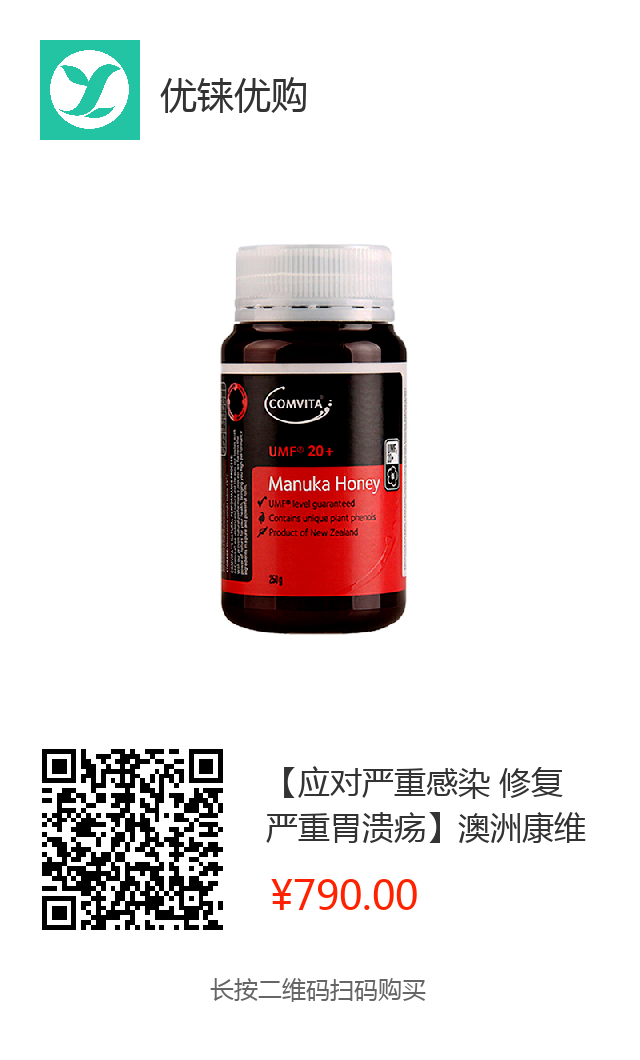 优铼优购
COMVITA
UMF® 20+
Manuka Honey
UMF® level guaranteed
Contains unique plant phenols
Product of New Zealand
250 g
【应对严重感染 修复
严重胃溃疡】澳洲康维
¥790.00
长按二维码扫码购买